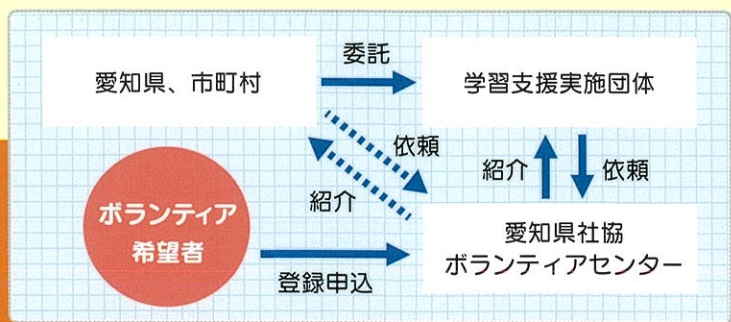 愛知県、市町村
委託
学習支援実施団体
依頼
紹介
紹介
依頼
ボランティア
希望者
登録申込
愛知県社協
ボランティアセンター